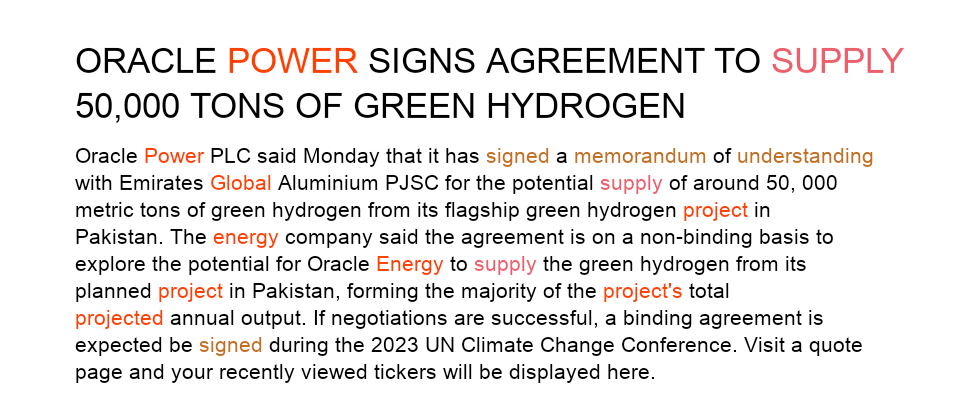 ORACLE POWER SIGNS AGREEMENT TO SUPPLY
50,000 TONS OF GREEN HYDROGEN
Oracle Power PLC said Monday that it has signed a memorandum of understanding
with Emirates Global Aluminium PJSC for the potential supply of around 50, 000
metric tons of green hydrogen from its flagship green hydrogen project in
Pakistan. The energy company said the agreement is on a non-binding basis to
explore the potential for Oracle Energy to supply the green hydrogen from its
planned project in Pakistan, forming the majority of the project's total
projected annual output. If negotiations are successful, a binding agreement is
expected be signed during the 2023 UN Climate Change Conference. Visit a quote
page and your recently viewed tickers will be displayed here.